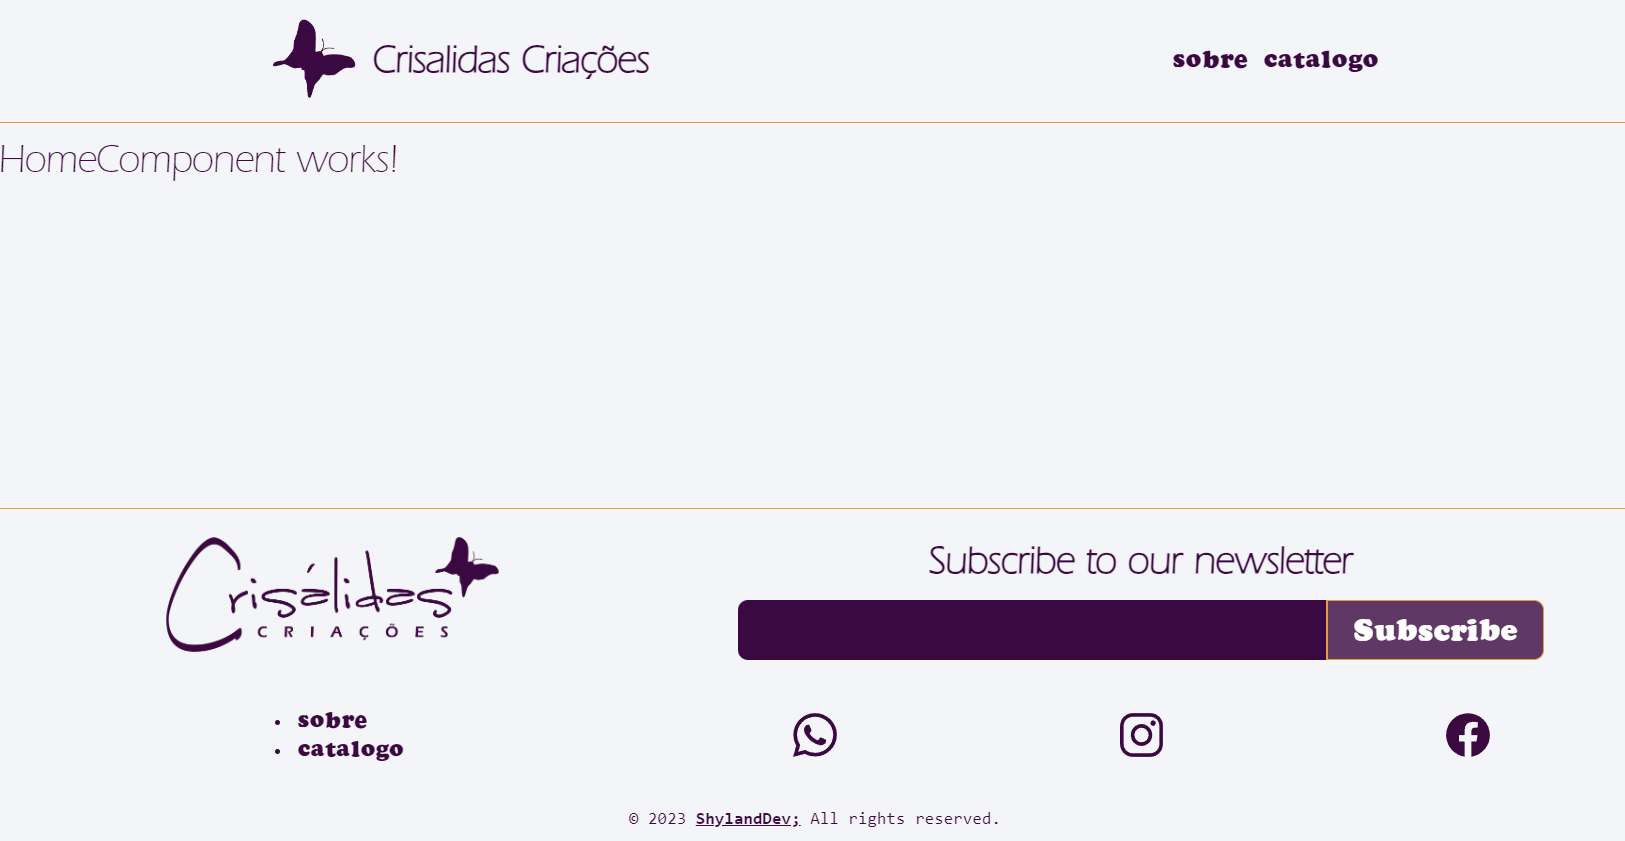 Crisalidas Criações
sobre catalogo
HomeComponent works!
Crisálidas
CRIAÇÕES
Subscribe to our newsletter
Subscribe
• sobre
• catalogo
© 2023 ShylandDev; All rights reserved.